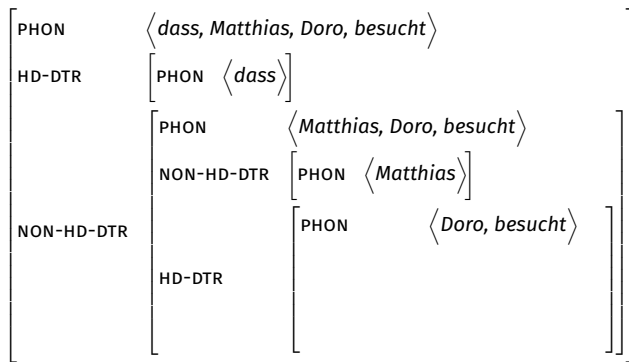 PHON ⟨dass, Matthias, Doro, besucht⟩
HD-DTR [PHON ⟨dass⟩]
PHON ⟨Matthias, Doro, besucht⟩
NON-HD-DTR [PHON ⟨Matthias⟩]
NON-HD-DTR
PHON ⟨Doro, besucht⟩
HD-DTR